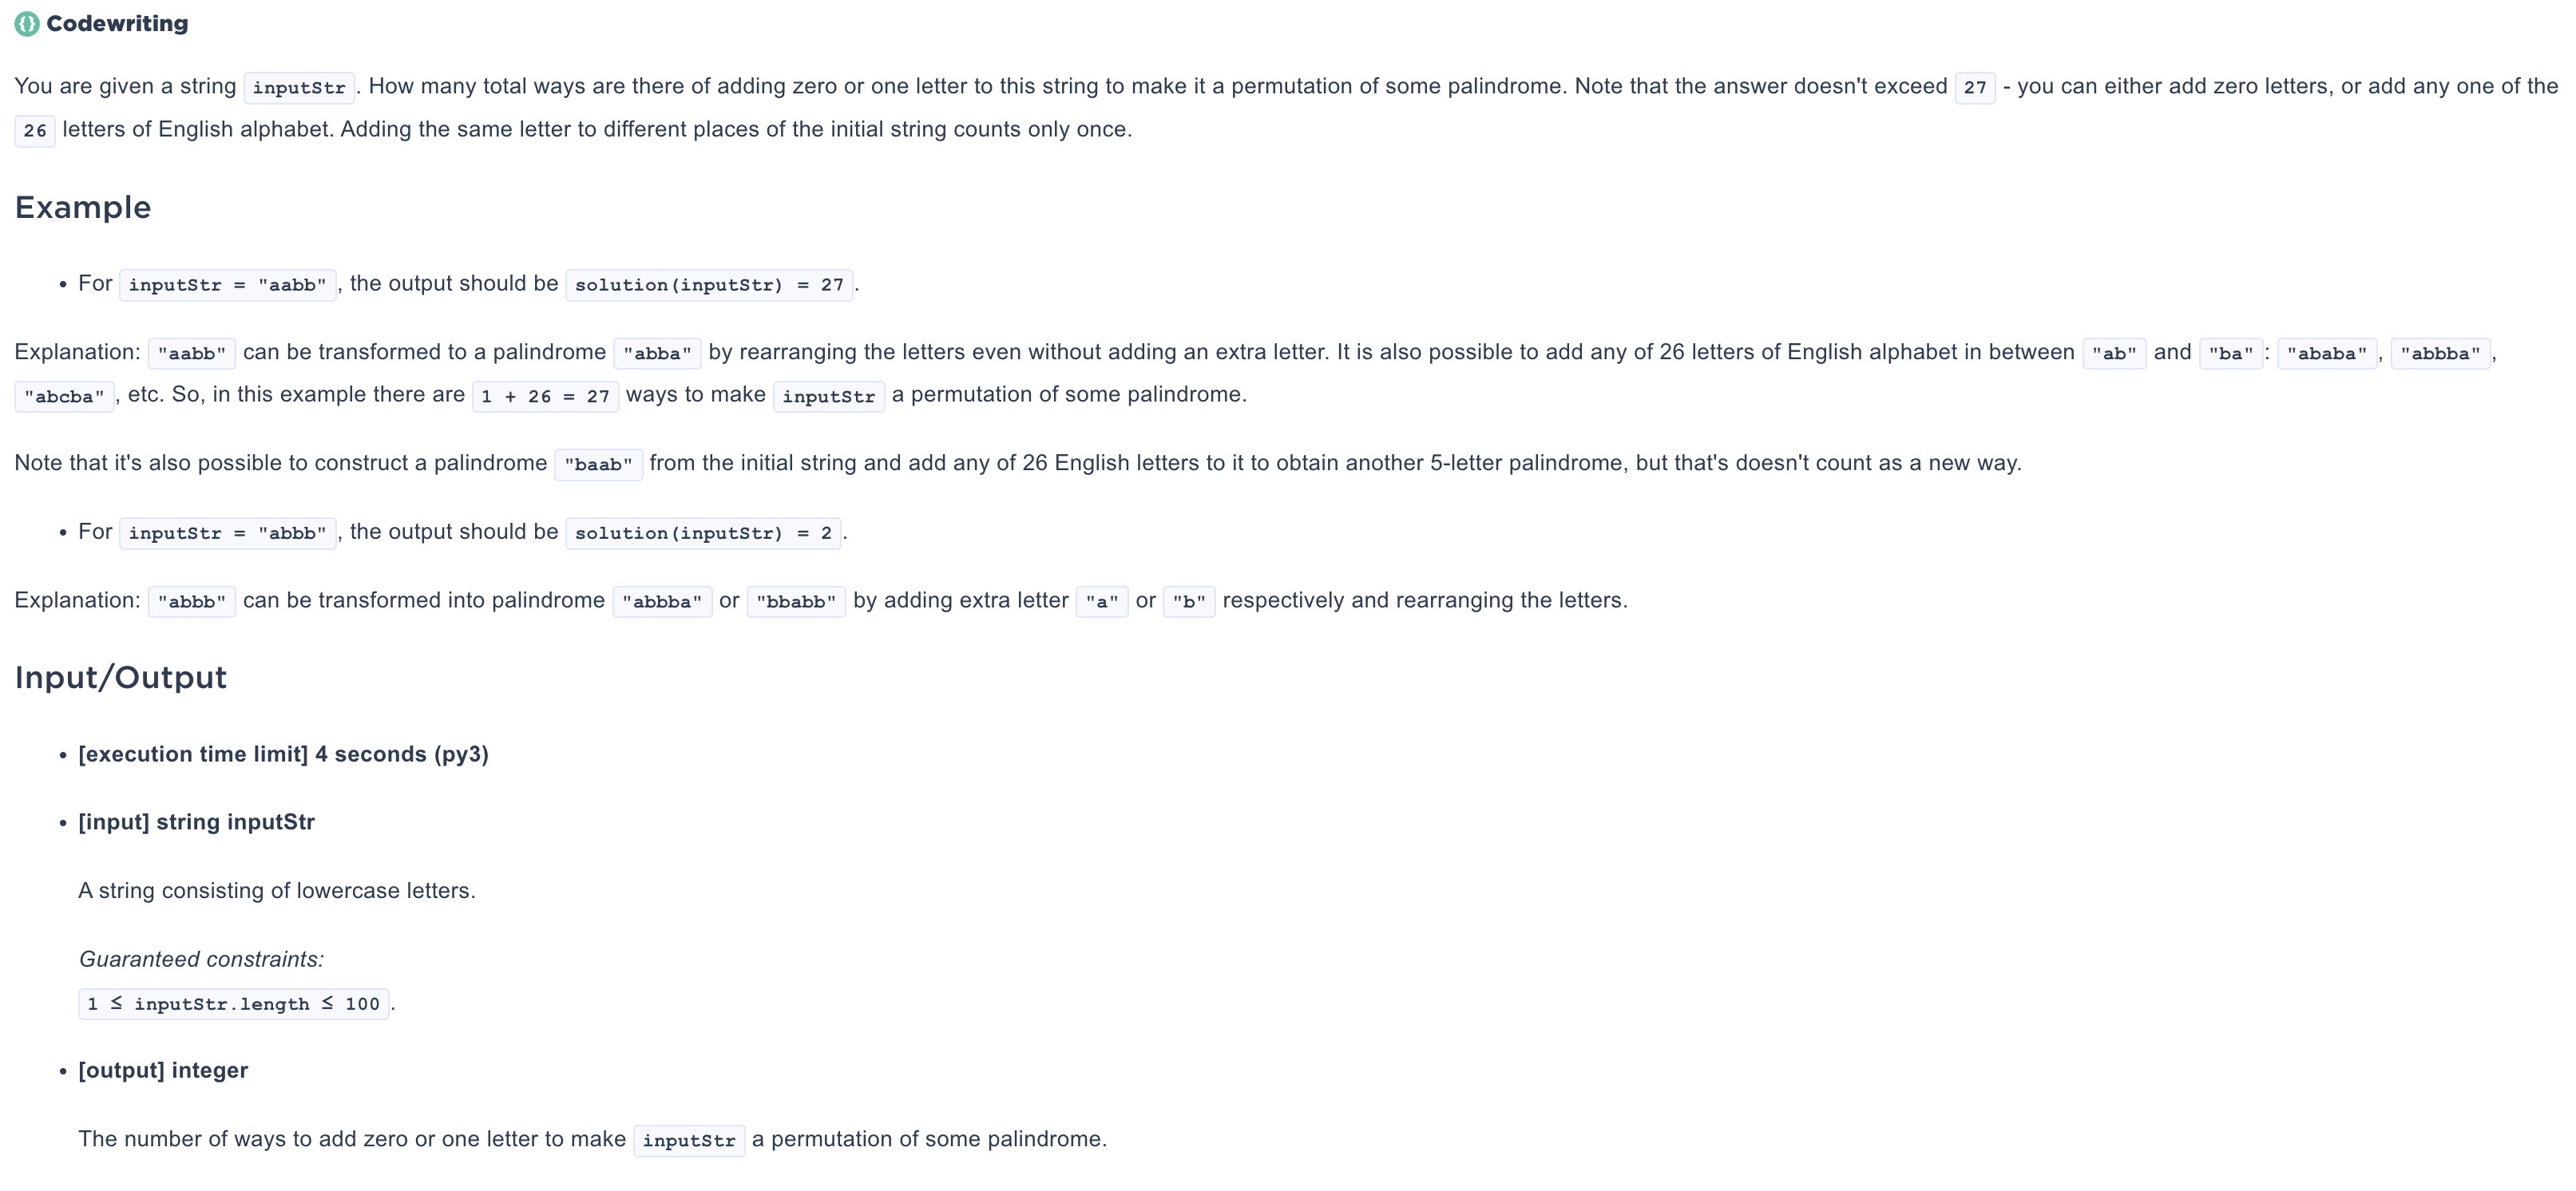 Codewriting
You are given a string inputStr. How many total ways are there of adding zero or one letter to this string to make it a permutation of some palindrome. Note that the answer doesn't exceed 27 - you can either add zero letters, or add any one of the
26 letters of English alphabet. Adding the same letter to different places of the initial string counts only once.
Example
• For inputStr = "aabb", the output should be solution(inputStr) = 27.
Explanation: "aabb" can be transformed to a palindrome "abba" by rearranging the letters even without adding an extra letter. It is also possible to add any of 26 letters of English alphabet in between "ab" and "ba": "ababa", "abbba",
"abcba", etc. So, in this example there are 1 + 26 = 27 ways to make inputStr a permutation of some palindrome.
Note that it's also possible to construct a palindrome "baab" from the initial string and add any of 26 English letters to it to obtain another 5-letter palindrome, but that's doesn't count as a new way.
• For inputStr = "abbb", the output should be solution(inputStr) = 2.
Explanation: "abbb" can be transformed into palindrome "abbba" or "bbabb" by adding extra letter "a" or "b" respectively and rearranging the letters.
Input/Output
• [execution time limit] 4 seconds (py3)
• [input] string inputStr
A string consisting of lowercase letters.
Guaranteed constraints:
1 ≤ inputStr.length ≤ 100.
• [output] integer
The number of ways to add zero or one letter to make inputStr a permutation of some palindrome.